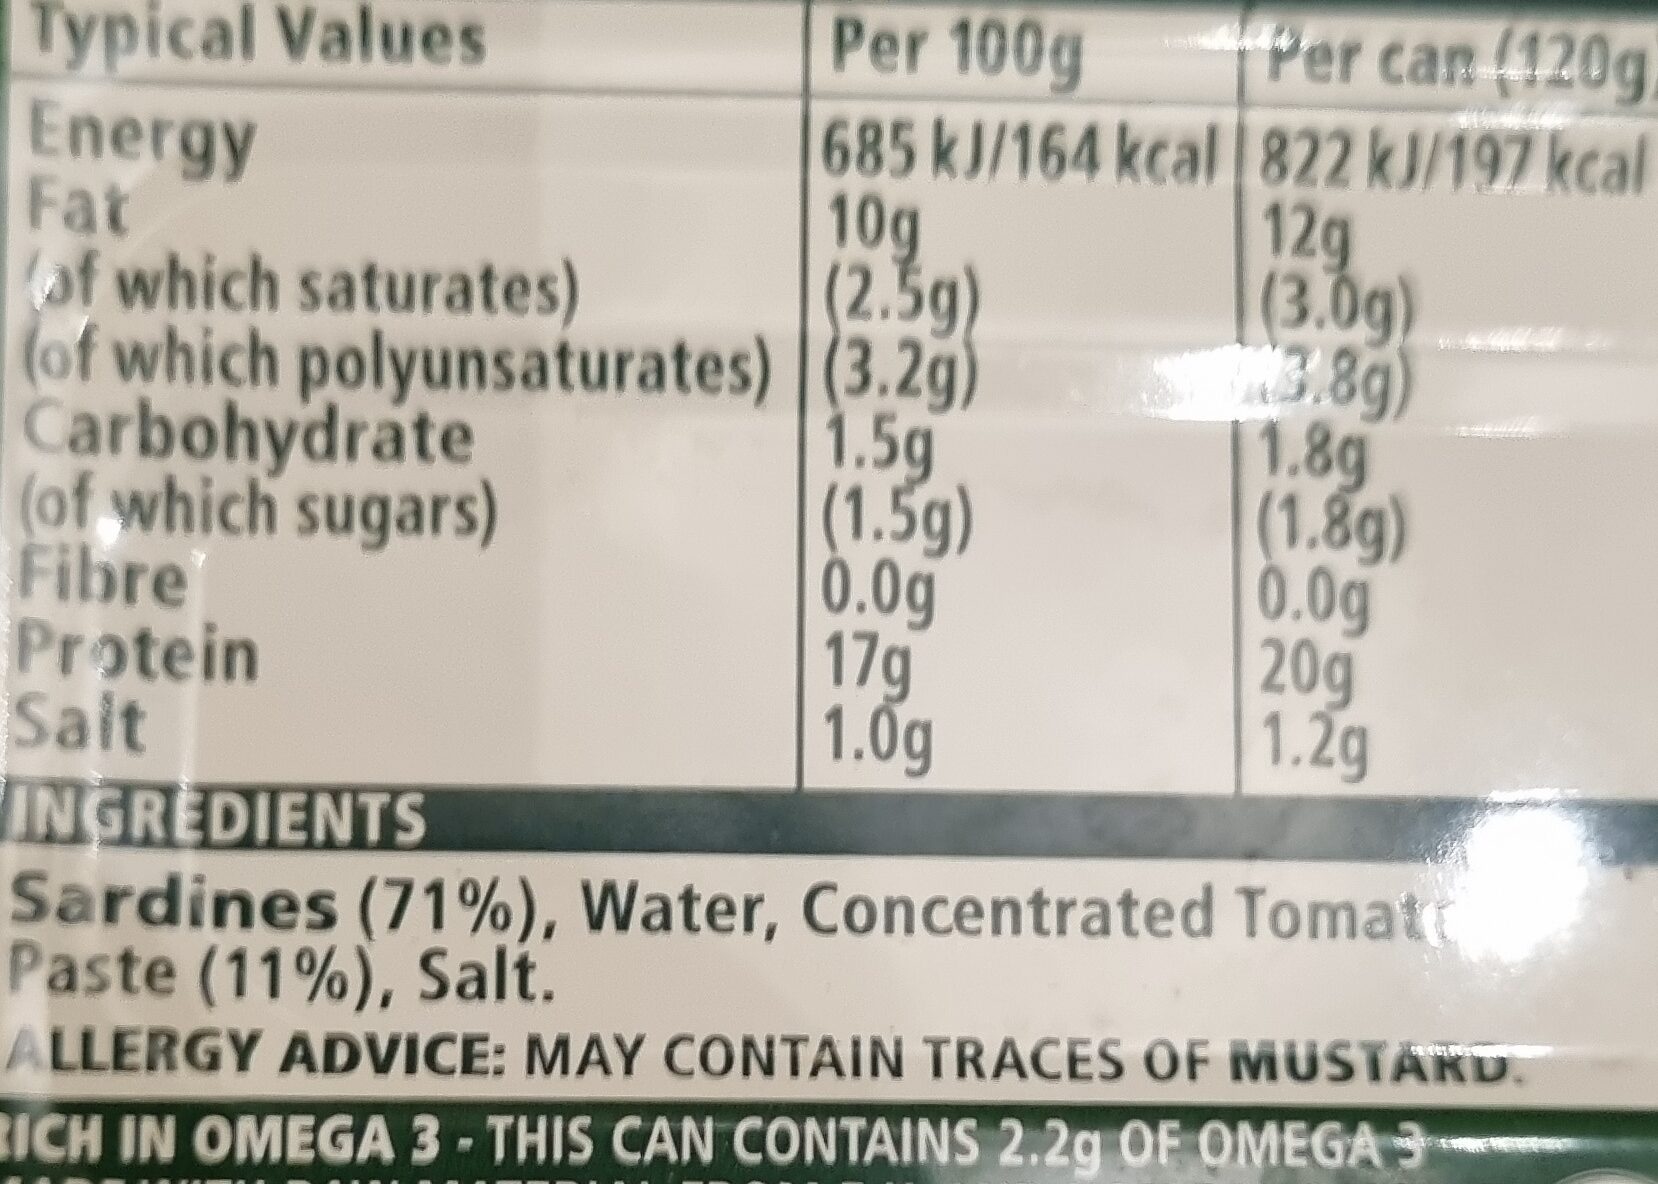 Typical Values Per 100g Per can (120g)
Energy 685 kJ/164 kcal 822 kJ/197 kcal
Fat 10g 12g
(of which saturates) (2.5g) (3.0g)
(of which polyunsaturates) (3.2g) (3.8g)
Carbohydrate 1.5g 1.8g
(of which sugars) (1.5g) (1.8g)
Fibre 0.0g 0.0g
Protein 17g 20g
Salt 1.0g 1.2g
INGREDIENTS
Sardines (71%), Water, Concentrated Tomato
Paste (11%), Salt.
ALLERGY ADVICE: MAY CONTAIN TRACES OF MUSTARD.
RICH IN OMEGA 3 - THIS CAN CONTAINS 2.2g OF OMEGA 3